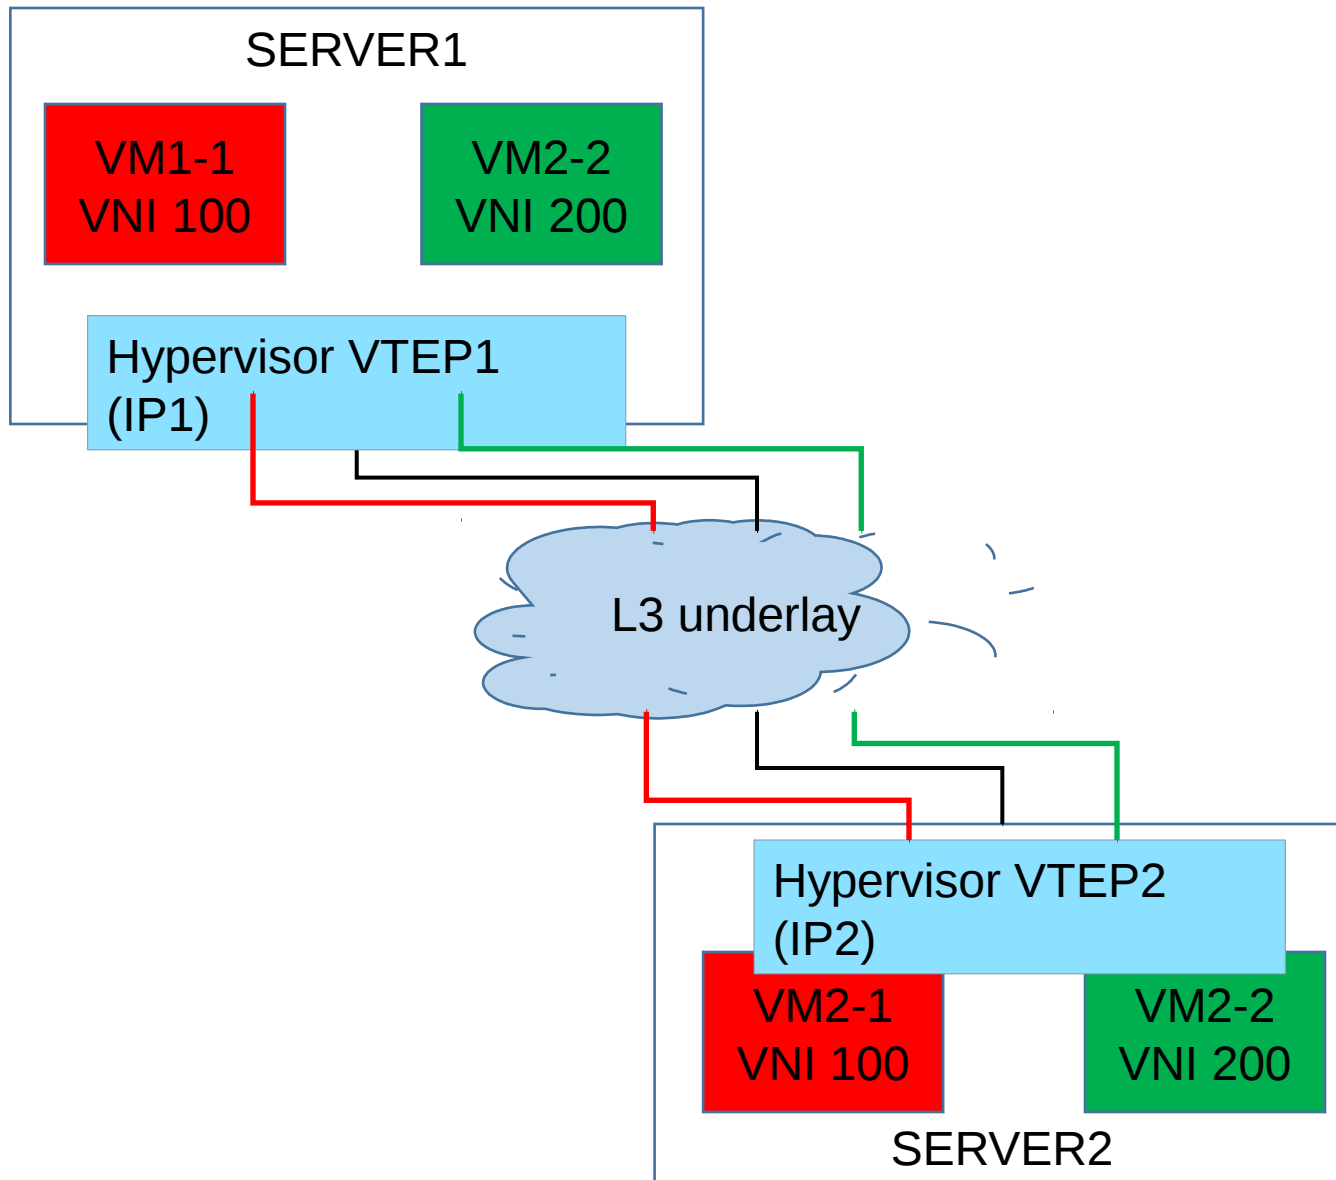 SERVER1
VM1-1
VNI 100
VM2-2
VNI 200
Hypervisor VTEP1
(IP1)
L3 underlay
Hypervisor VTEP2
(IP2)
VM2-1
VNI 100
VM2-2
VNI 200
SERVER2